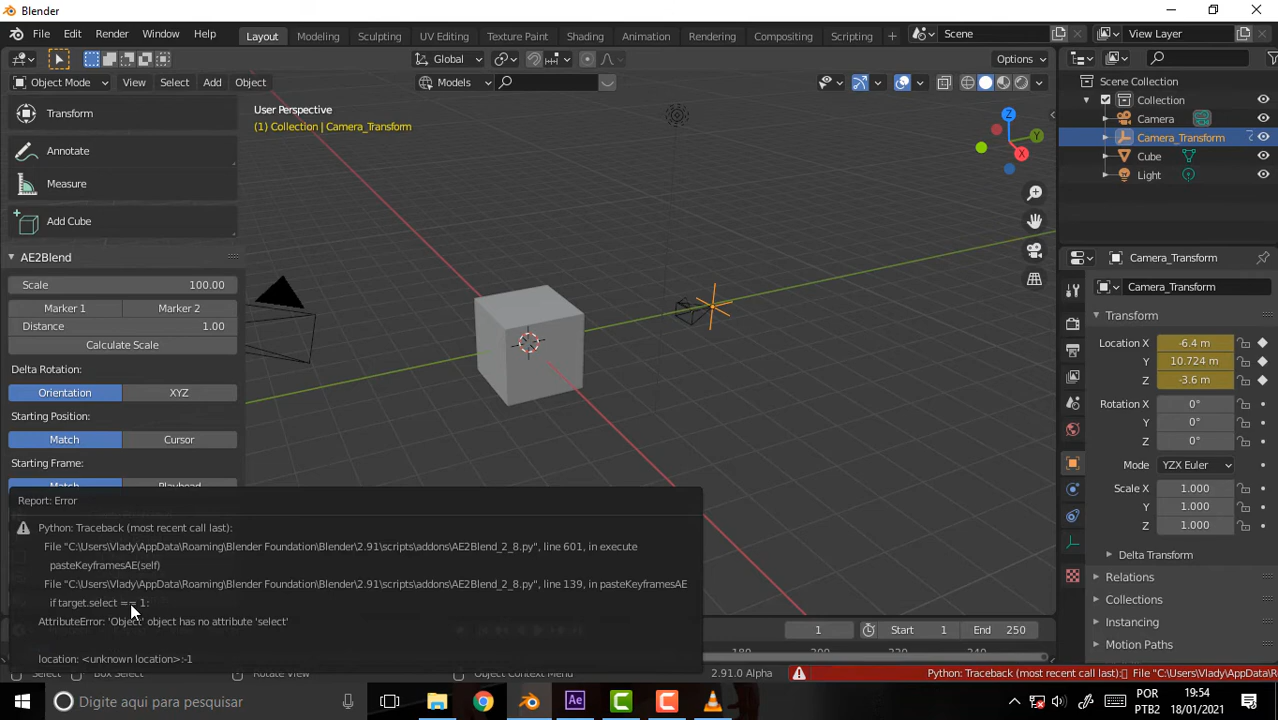 Blender
File Edit Render Window Help Layout Modeling Sculpting UV Editing Texture Paint Shading Animation Rendering Compositing Scripting Scene View Layer
Global Options
Object Mode View Select Add Object Models
Scene Collection
Collection
Camera
Camera_Transform
Cube
Light
Transform
Annotate
Measure
Add Cube
User Perspective
(1) Collection | Camera_Transform
Z
Y
X
AE2Blend
Scale 100.00
Marker 1 Marker 2
Distance 1.00
Calculate Scale
Delta Rotation:
Orientation XYZ
Starting Position:
Match Cursor
Starting Frame:
Match Playhead
Camera_Transform
Camera_Transform
Transform
Location X -6.4 m
Y 10.724 m
Z -3.6 m
Rotation X 0°
Y 0°
Z 0°
Mode YZX Euler
Scale X 1.000
Y 1.000
Z 1.000
Delta Transform
Relations
Collections
Instancing
Motion Paths
Report: Error
Python: Traceback (most recent call last):
File "C:\Users\Vlady\AppData\Roaming\Blender Foundation\Blender\2.91\scripts\addons\AE2Blend_2_8.py", line 601, in execute
pasteKeyframesAE(self)
File "C:\Users\Vlady\AppData\Roaming\Blender Foundation\Blender\2.91\scripts\addons\AE2Blend_2_8.py", line 139, in pasteKeyframesAE
if target.select == 1:
AttributeError: 'Object' object has no attribute 'select'
location: <unknown location>:-1
1 Start 1 End 250
180 200 220 240
Select Box Select Object Context Menu 2.91.0 Alpha Python: Traceback (most recent call last): File "C:\Users\Vlady\AppData\R
Digite aqui para pesquisar Ae C C POR 19:54
PTB2 18/01/2021